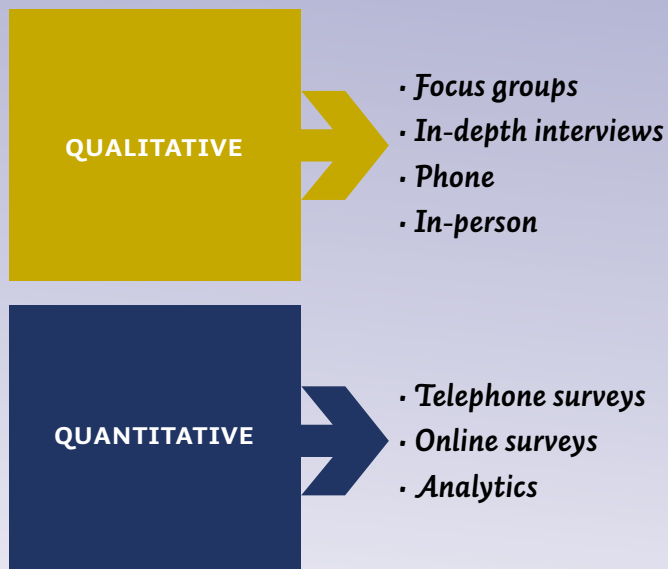 QUALITATIVE
· Focus groups
· In-depth interviews
· Phone
· In-person
QUANTITATIVE
· Telephone surveys
· Online surveys
· Analytics